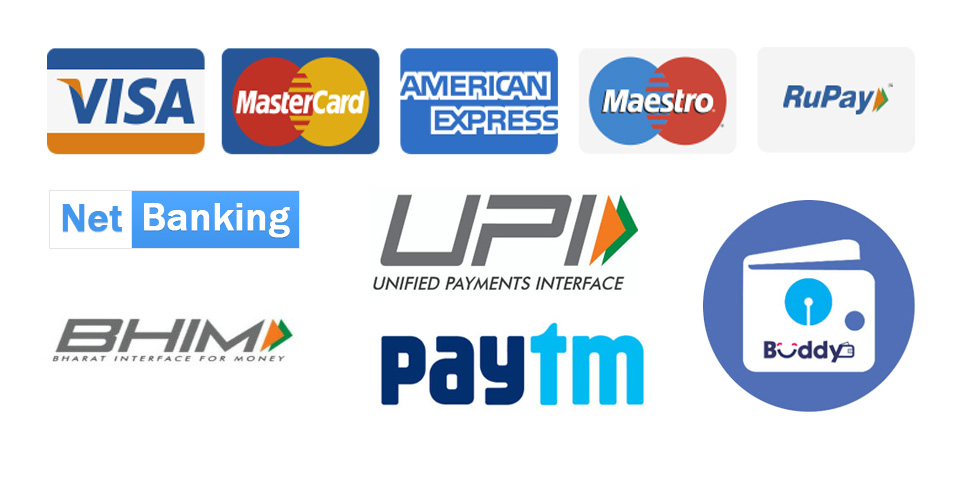 VISA
MasterCard
AMERICAN
EXPRESS
Maestro
RuPay
Net Banking
UPI
UNIFIED PAYMENTS INTERFACE
BHIM
BHARAT INTERFACE FOR MONEY
paytm
Buddy